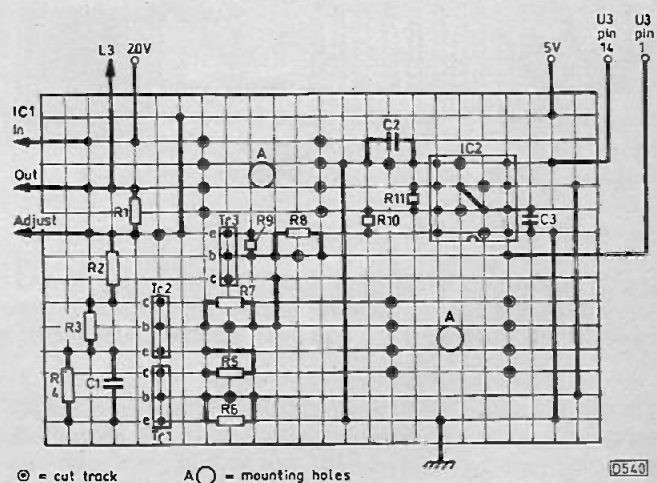 L3 20V 5V U3 pin 14 U3 pin 1
IC1
In
Out
Adjust
A
C2
IC2
R1
R11
R10
C3
Tr3
e
b
c
R9
R8
R2
R7
Tr2
c
b
e
R3
A
R4
C1
c
b
e
R5
R6
Tr1
= cut track A = mounting holes
D540